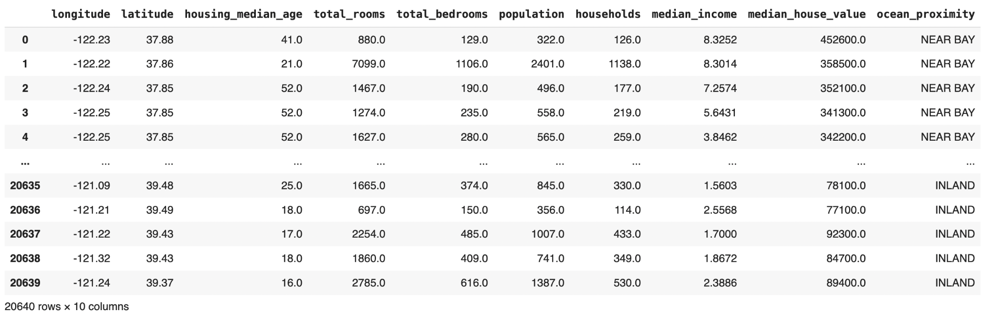 longitude latitude housing_median_age total_rooms total_bedrooms population households median_income median_house_value ocean_proximity
0 -122.23 37.88 41.0 880.0 129.0 322.0 126.0 8.3252 452600.0 NEAR BAY
1 -122.22 37.86 21.0 7099.0 1106.0 2401.0 1138.0 8.3014 358500.0 NEAR BAY
2 -122.24 37.85 52.0 1467.0 190.0 496.0 177.0 7.2574 352100.0 NEAR BAY
3 -122.25 37.85 52.0 1274.0 235.0 558.0 219.0 5.6431 341300.0 NEAR BAY
4 -122.25 37.85 52.0 1627.0 280.0 565.0 259.0 3.8462 342200.0 NEAR BAY
... ... ... ... ... ... ... ... ... ... ...
20635 -121.09 39.48 25.0 1665.0 374.0 845.0 330.0 1.5603 78100.0 INLAND
20636 -121.21 39.49 18.0 697.0 150.0 356.0 114.0 2.5568 77100.0 INLAND
20637 -121.22 39.43 17.0 2254.0 485.0 1007.0 433.0 1.7000 92300.0 INLAND
20638 -121.32 39.43 18.0 1860.0 409.0 741.0 349.0 1.8672 84700.0 INLAND
20639 -121.24 39.37 16.0 2785.0 616.0 1387.0 530.0 2.3886 89400.0 INLAND
20640 rows × 10 columns